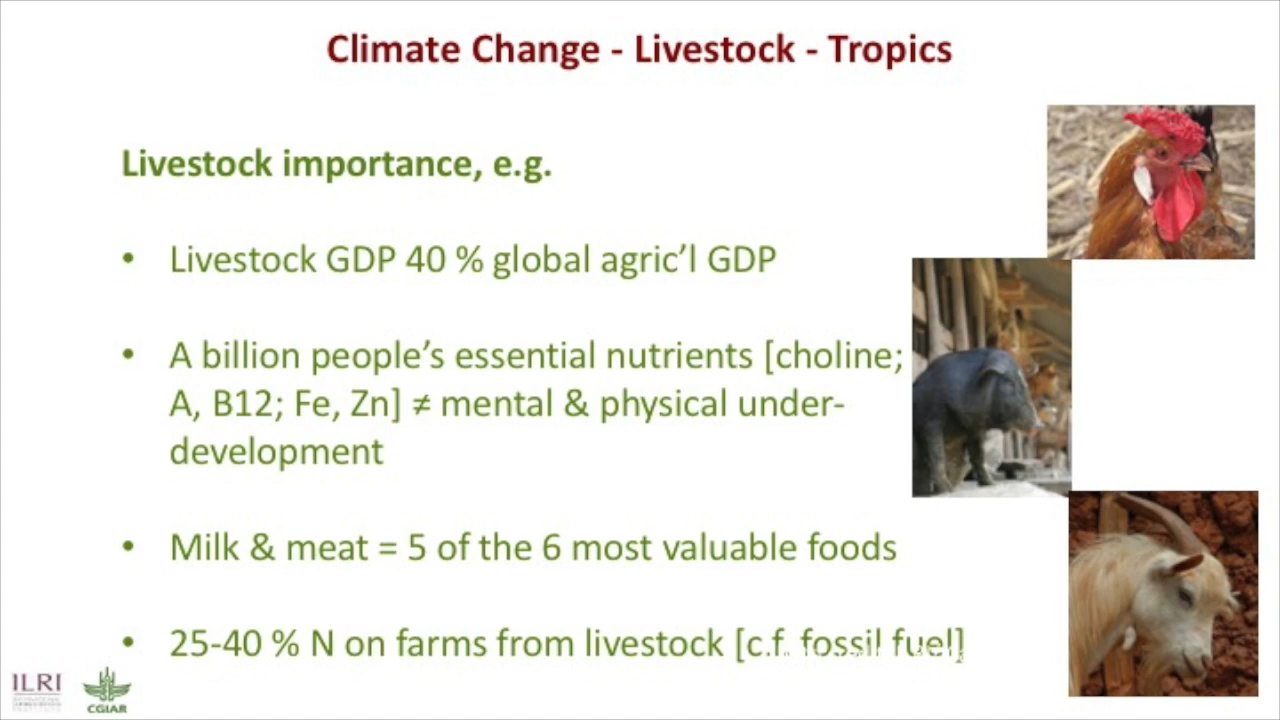 Climate Change - Livestock - Tropics
Livestock importance, e.g.
• Livestock GDP 40 % global agric’l GDP
• A billion people’s essential nutrients [choline;
A, B12; Fe, Zn] ≠ mental & physical under-
development
• Milk & meat = 5 of the 6 most valuable foods
• 25-40 % N on farms from livestock [c.f. fossil fuel]
ILRI
CGIAR